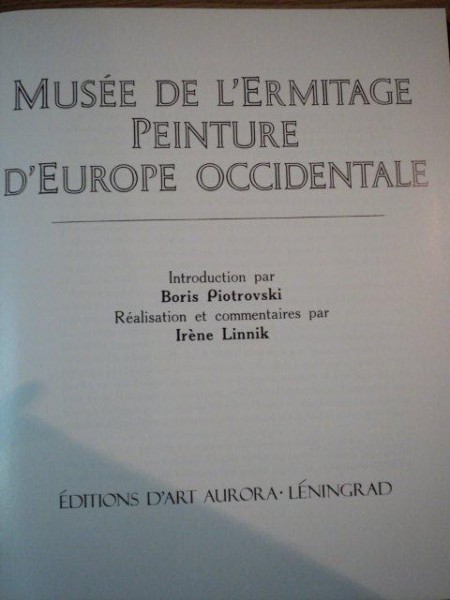 MUSÉE DE L'ERMITAGE
PEINTURE
D'EUROPE OCCIDENTALE
Introduction par
Boris Piotrovski
Réalisation et commentaires par
Irène Linnik
ÉDITIONS D'ART AURORA · LÉNINGRAD